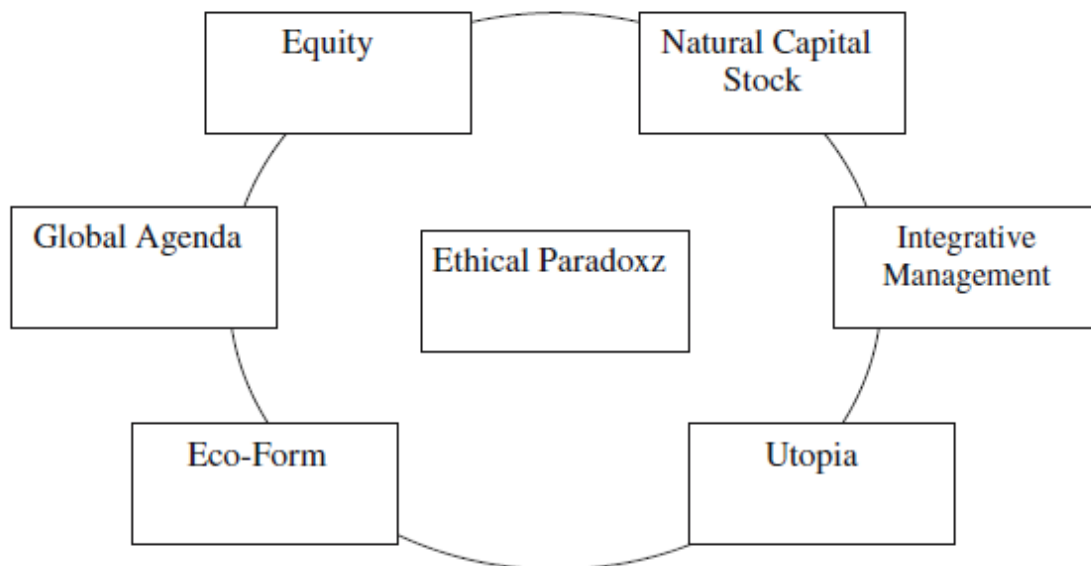 Equity
Natural Capital
Stock
Global Agenda
Ethical Paradoxz
Integrative
Management
Eco-Form
Utopia